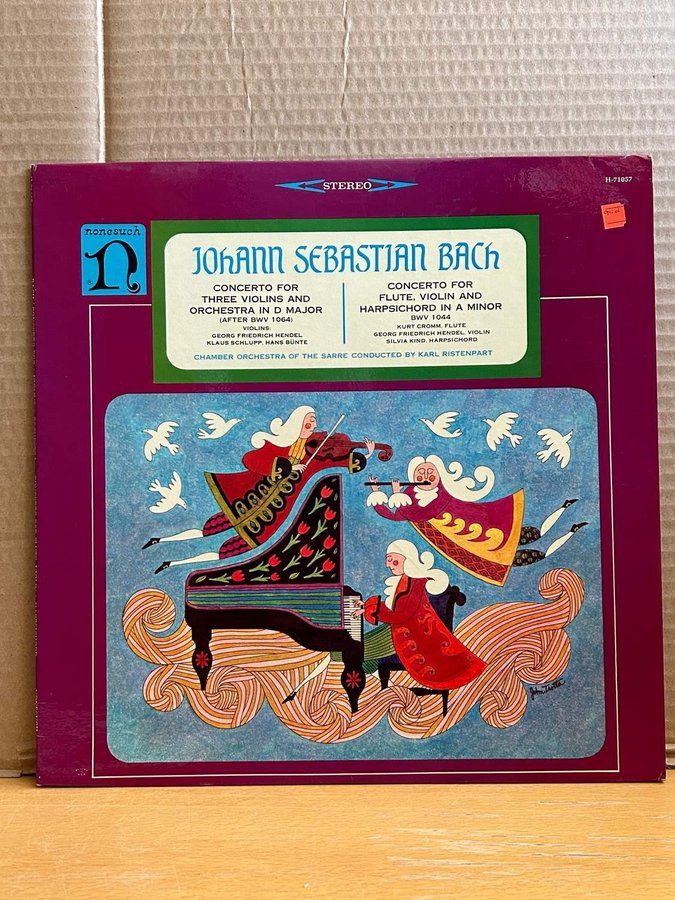 STEREO
H-71057
nonesuch
n
JOhANN SEBASTIAN BACh
CONCERTO FOR
THREE VIOLINS AND
ORCHESTRA IN D MAJOR
(AFTER BWV 1064)
VIOLINS:
GEORG FRIEDRICH HENDEL
KLAUS SCHLUPP, HANS BÜNTE
CONCERTO FOR
FLUTE, VIOLIN AND
HARPSICHORD IN A MINOR
BWV 1044
KURT CROMM, FLUTE
GEORG FRIEDRICH HENDEL, VIOLIN
SILVIA KIND, HARPSICHORD
CHAMBER ORCHESTRA OF THE SARRE CONDUCTED BY KARL RISTENPART
John Trotta